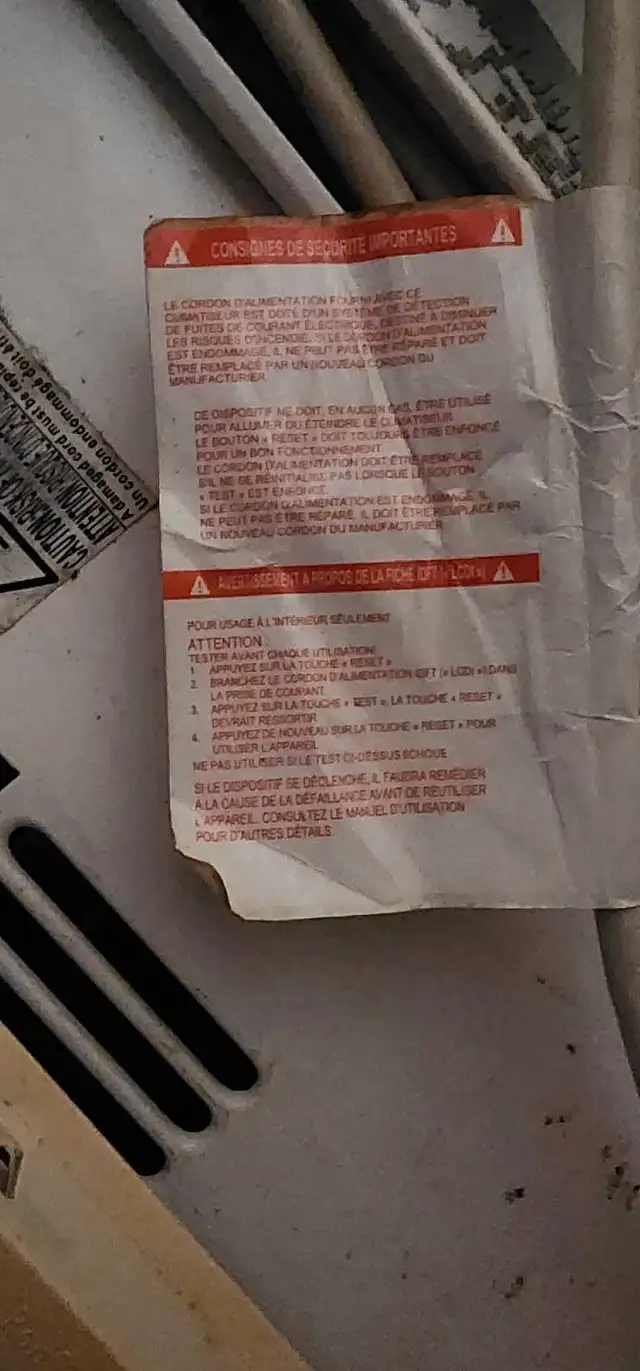 CONSIGNES DE SÉCURITÉ IMPORTANTES
LE CORDON D'ALIMENTATION FOURNI AVEC CE
CLIMATISEUR EST DOTÉ D'UN SYSTÈME DE DÉTECTION
DE FUITES DE COURANT ÉLECTRIQUE, DESTINÉ À DIMINUER
LES RISQUES D'INCENDIE. SI LE CORDON D'ALIMENTATION
EST ENDOMMAGÉ, IL NE PEUT PAS ÊTRE RÉPARÉ ET DOIT
ÊTRE REMPLACÉ PAR UN NOUVEAU CORDON DU
MANUFACTURIER.
CE DISPOSITIF NE DOIT, EN AUCUN CAS, ÊTRE UTILISÉ
POUR ALLUMER OU ÉTEINDRE LE CLIMATISEUR.
LE BOUTON « RESET » DOIT TOUJOURS ÊTRE ENFONCÉ
POUR UN BON FONCTIONNEMENT.
LE CORDON D'ALIMENTATION DOIT ÊTRE REMPLACÉ
S'IL NE SE RÉINITIALISE PAS LORSQUE LE BOUTON
« TEST » EST ENFONCÉ.
SI LE CORDON D'ALIMENTATION EST ENDOMMAGÉ, IL
NE PEUT PAS ÊTRE RÉPARÉ. IL DOIT ÊTRE REMPLACÉ PAR
UN NOUVEAU CORDON DU MANUFACTURIER.
AVERTISSEMENT À PROPOS DE LA FICHE IDFT (« LCDI »)
POUR USAGE À L'INTÉRIEUR SEULEMENT
ATTENTION :
TESTER AVANT CHAQUE UTILISATION!
1. APPUYEZ SUR LA TOUCHE « RESET »
2. BRANCHEZ LE CORDON D'ALIMENTATION IDFT (« LCDI ») DANS
LA PRISE DE COURANT
3. APPUYEZ SUR LA TOUCHE « TEST », LA TOUCHE « RESET »
DEVRAIT RESSORTIR
4. APPUYEZ DE NOUVEAU SUR LA TOUCHE « RESET » POUR
UTILISER L'APPAREIL
NE PAS UTILISER SI LE TEST CI-DESSUS ÉCHOUE
SI LE DISPOSITIF SE DÉCLENCHE, IL FAUDRA REMÉDIER
À LA CAUSE DE LA DÉFAILLANCE AVANT DE RÉUTILISER
L'APPAREIL. CONSULTEZ LE MANUEL D'UTILISATION
POUR D'AUTRES DÉTAILS.
Un cordon endommagé doit
A damaged cord must be